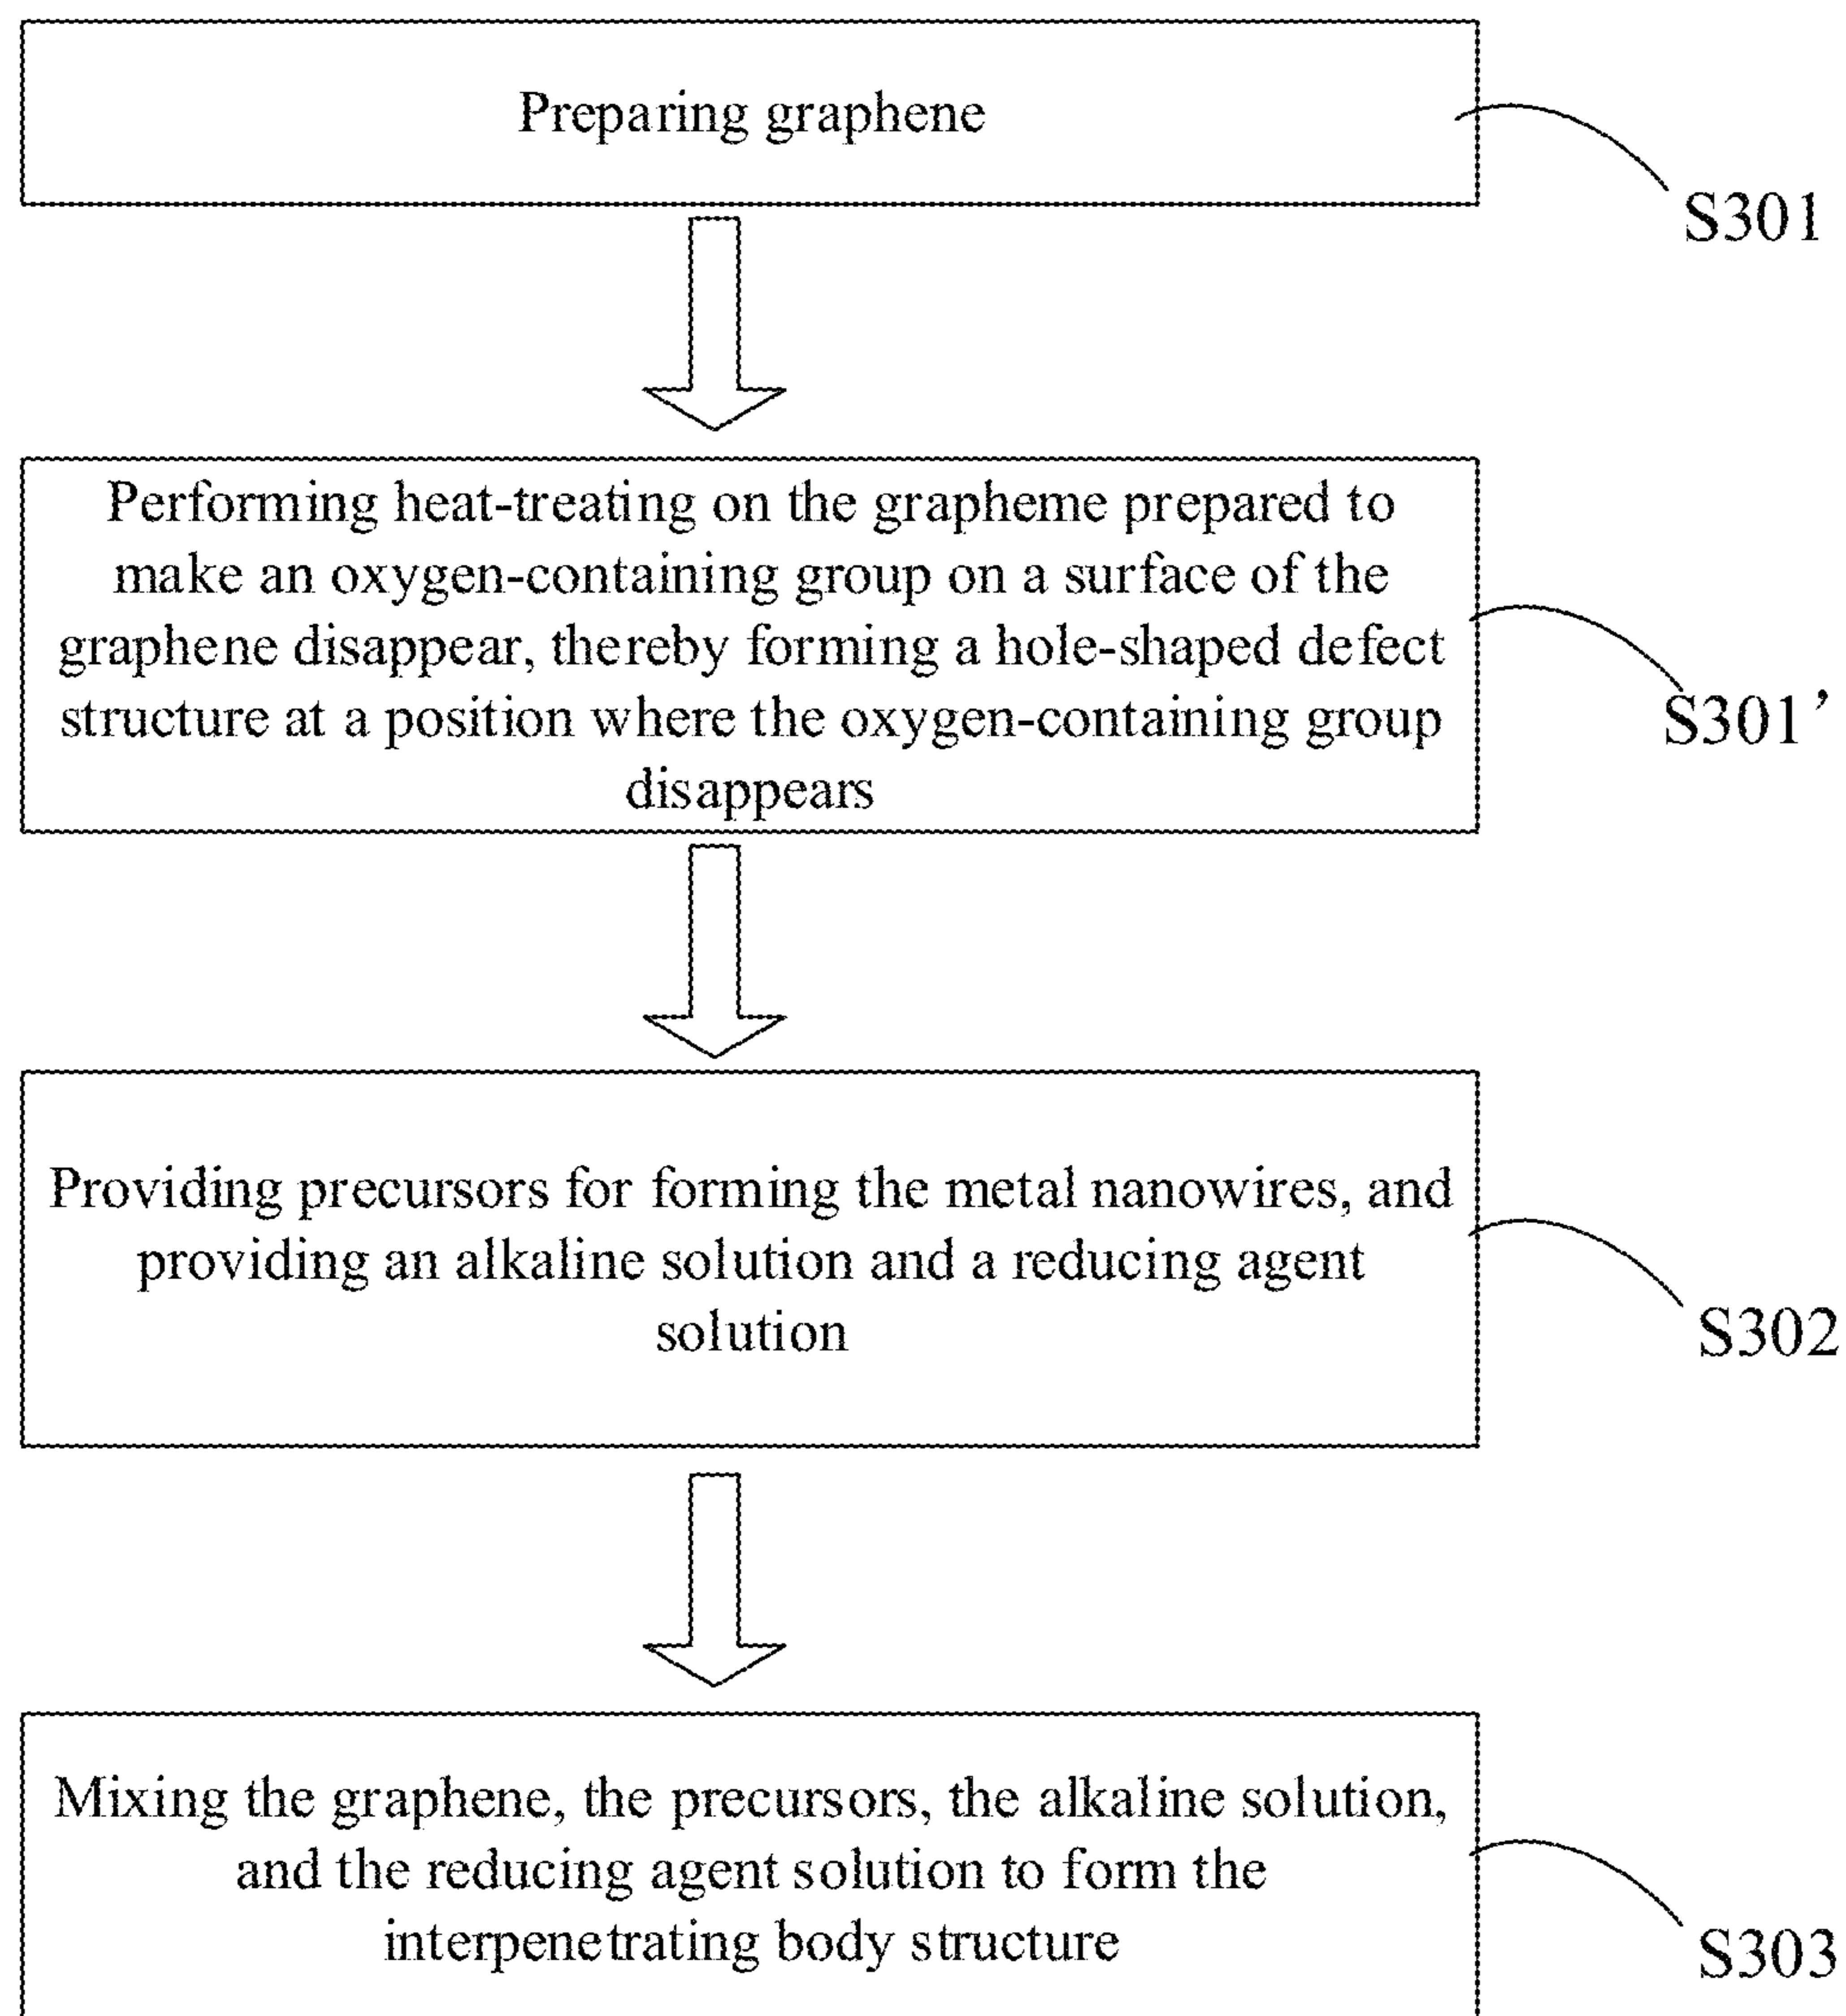 Preparing graphene
S301
Performing heat-treating on the grapheme prepared to
make an oxygen-containing group on a surface of the
graphene disappear, thereby forming a hole-shaped defect
structure at a position where the oxygen-containing group
disappears
S301’
Providing precursors for forming the metal nanowires, and
providing an alkaline solution and a reducing agent
solution
S302
Mixing the graphene, the precursors, the alkaline solution,
and the reducing agent solution to form the
interpenetrating body structure
S303